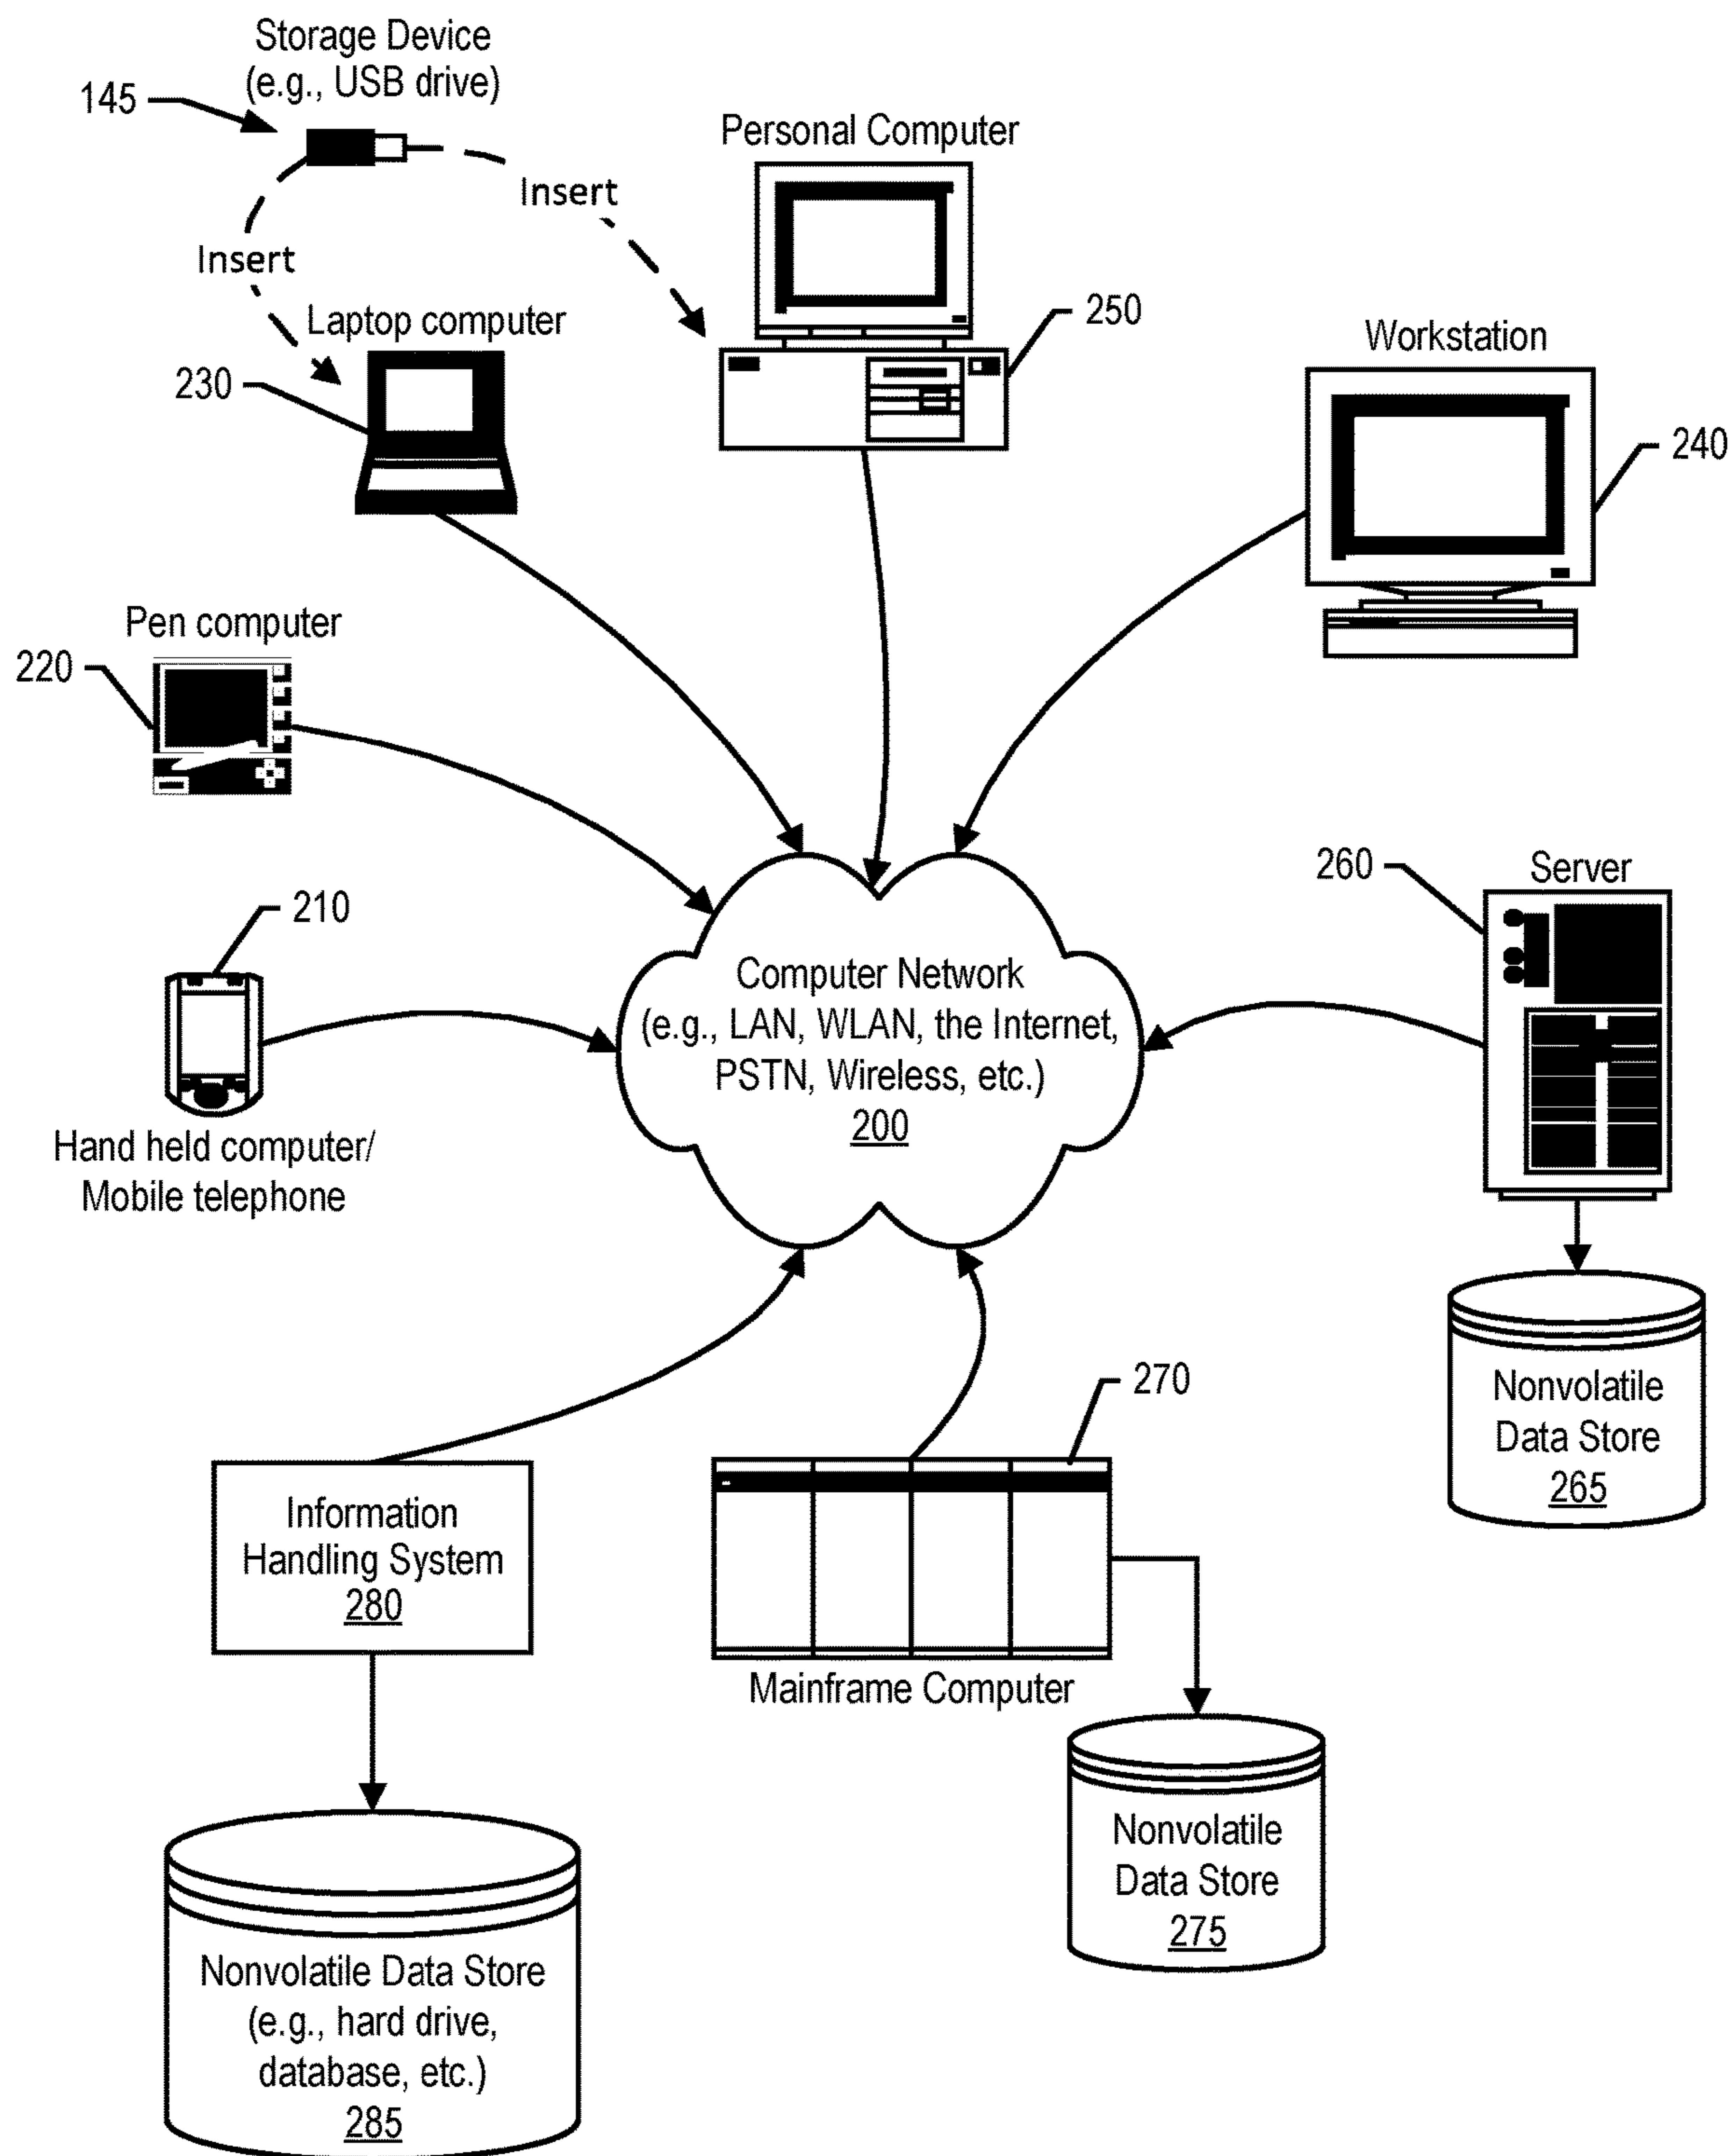 Storage Device
(e.g., USB drive)
145
Insert
Insert
Personal Computer
250
Laptop computer
230
Workstation
240
Pen computer
220
210
Hand held computer/
Mobile telephone
Computer Network
(e.g., LAN, WLAN, the Internet,
PSTN, Wireless, etc.)
200
260
Server
Nonvolatile
Data Store
265
270
Mainframe Computer
Nonvolatile
Data Store
275
Information
Handling System
280
Nonvolatile Data Store
(e.g., hard drive,
database, etc.)
285